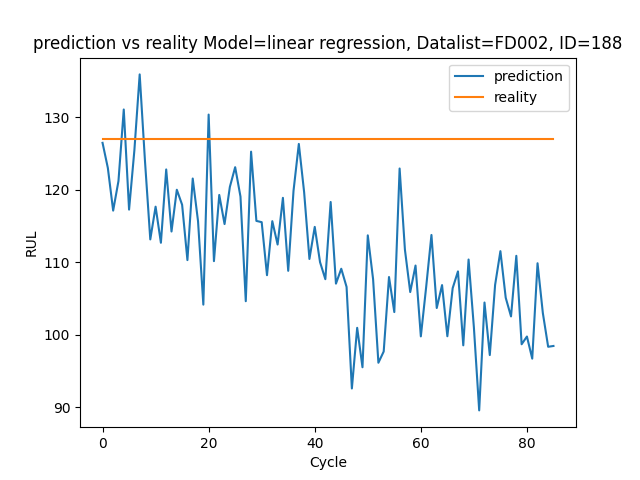 prediction vs reality Model=linear regression, Datalist=FD002, ID=188
prediction
reality
130
120
110
100
90
RUL
0 20 40 60 80
Cycle